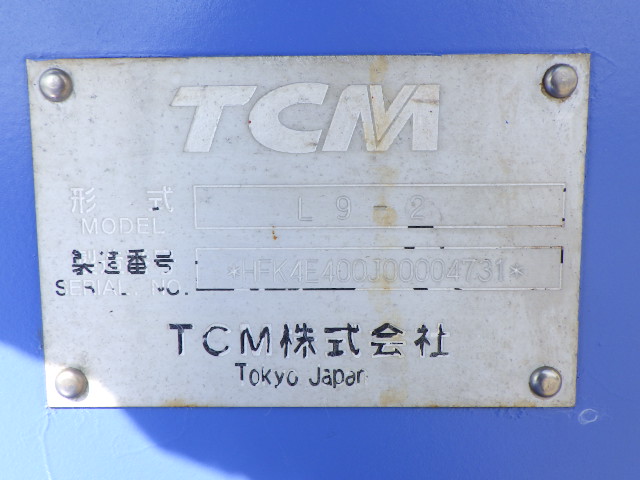 TCM
形式 L9-2
MODEL
製造番号 *HFK4E400J00004731*
SERIAL NO.
TCM株式会社
Tokyo Japan